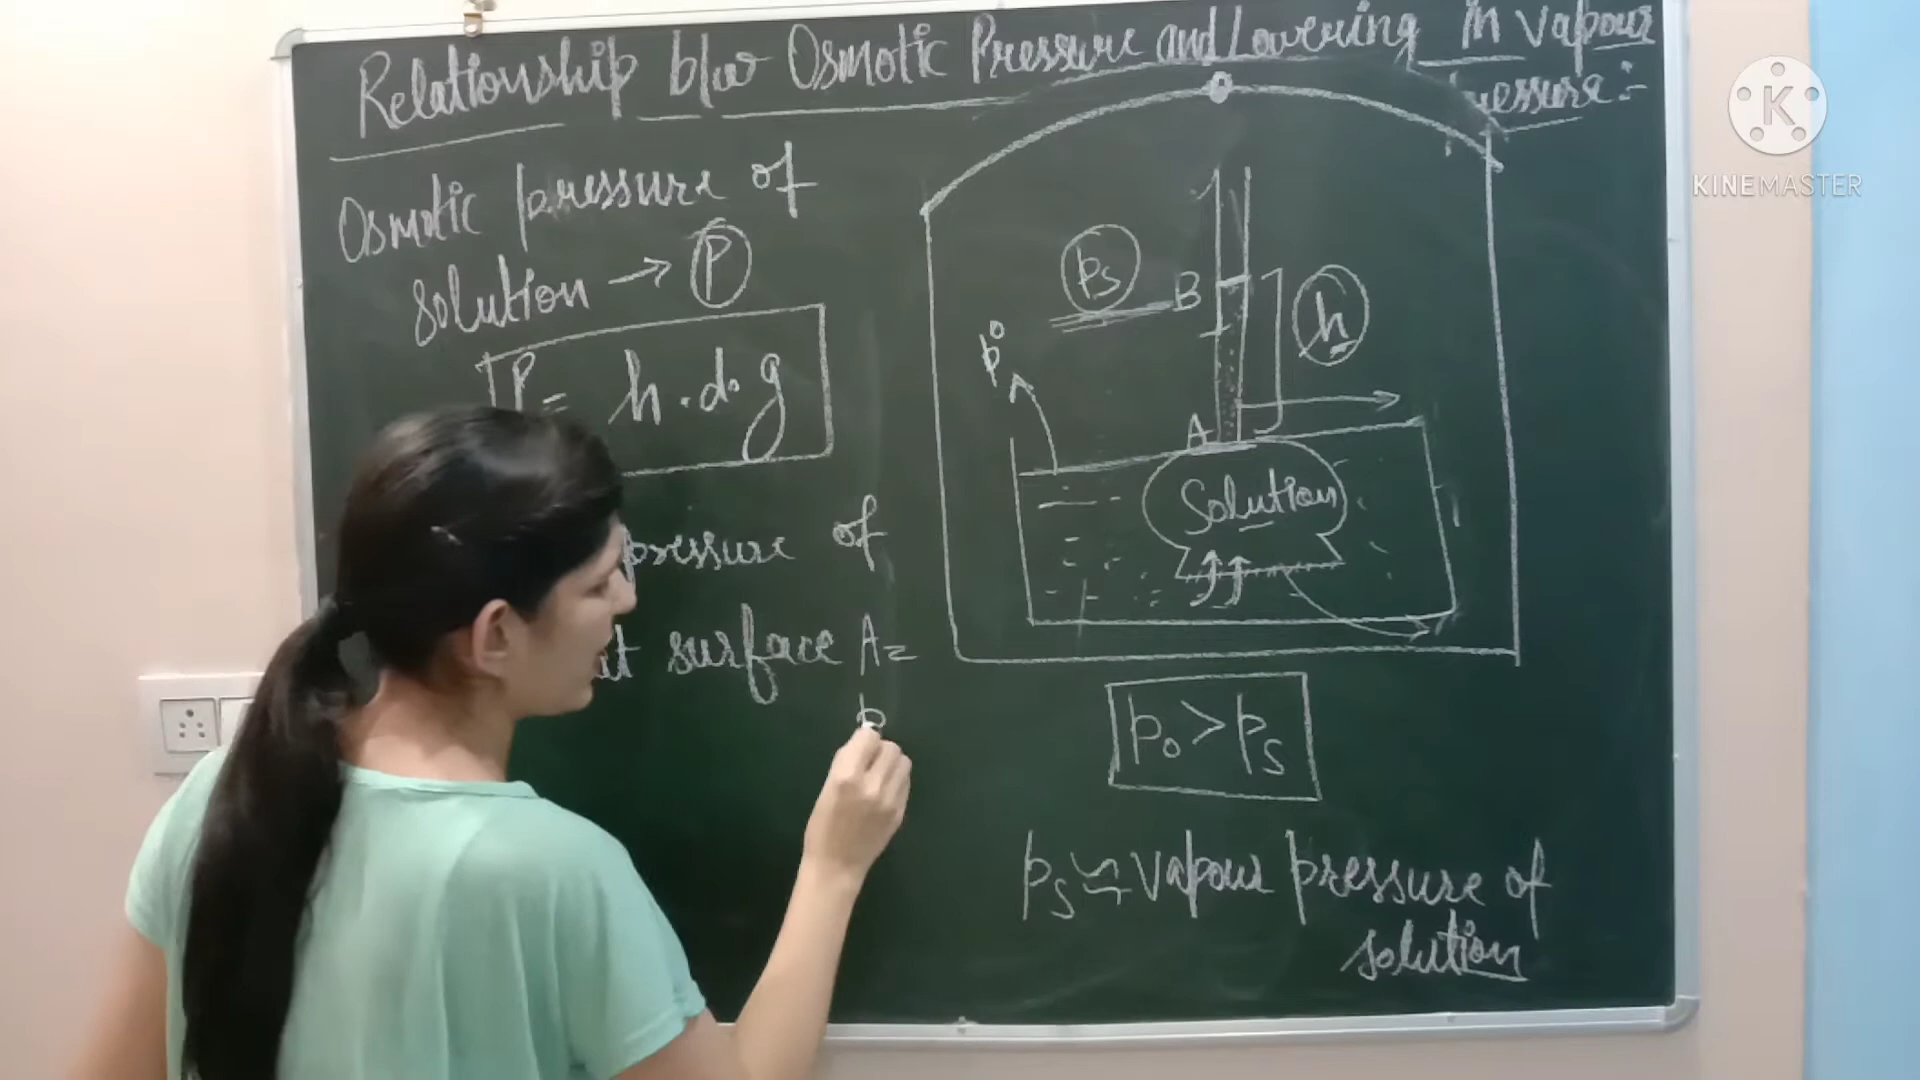 Relationship b/w Osmotic Pressure and Lowering in Vapour
Pressure:-
Osmotic pressure of
solution → P
P = h.d.g
pressure of
at surface A =
p
ps
B
h
p°
A
Solution
p₀ > ps
ps ≒ Vapour pressure of
solution
K
KINEMASTER